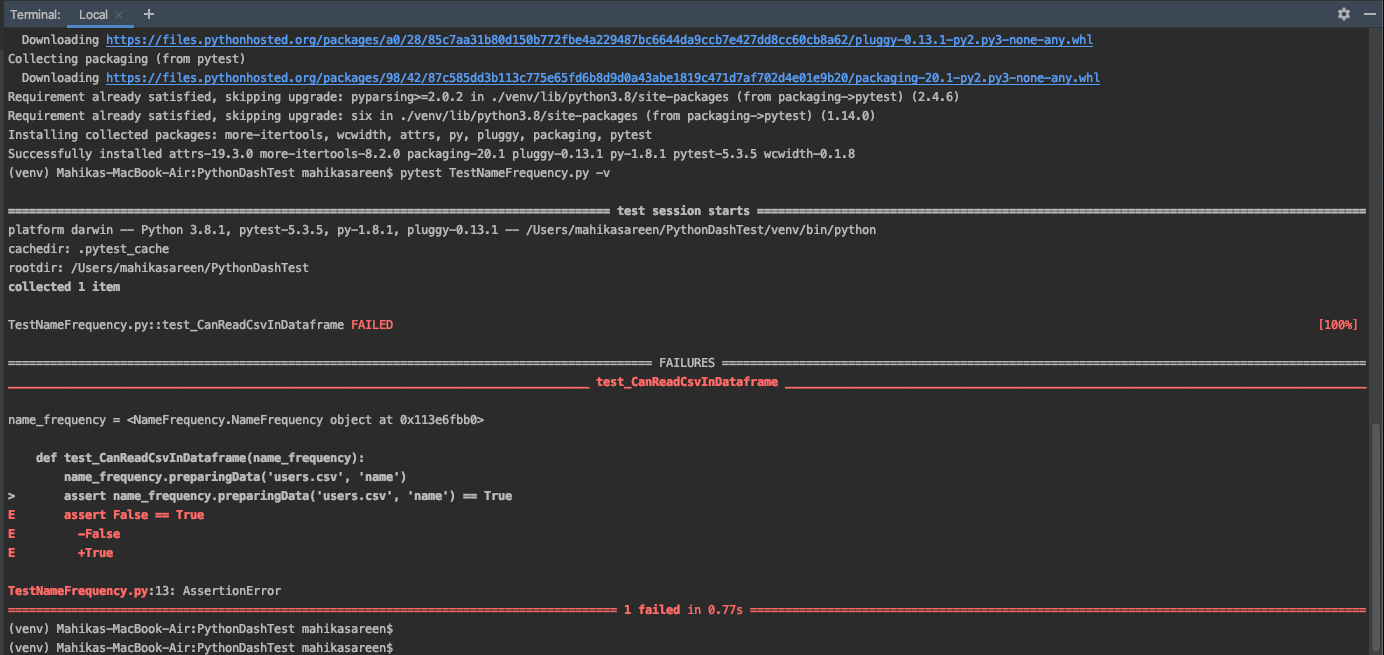 Terminal: Local × +
Downloading https://files.pythonhosted.org/packages/a0/28/85c7aa31b80d150b772fbe4a229487bc6644da9ccb7e427dd8cc60cb8a62/pluggy-0.13.1-py2.py3-none-any.whl
Collecting packaging (from pytest)
Downloading https://files.pythonhosted.org/packages/98/42/87c585dd3b113c775e65fd6b8d9d0a43abe1819c471d7af702d4e01e9b20/packaging-20.1-py2.py3-none-any.whl
Requirement already satisfied, skipping upgrade: pyparsing>=2.0.2 in ./venv/lib/python3.8/site-packages (from packaging->pytest) (2.4.6)
Requirement already satisfied, skipping upgrade: six in ./venv/lib/python3.8/site-packages (from packaging->pytest) (1.14.0)
Installing collected packages: more-itertools, wcwidth, attrs, py, pluggy, packaging, pytest
Successfully installed attrs-19.3.0 more-itertools-8.2.0 packaging-20.1 pluggy-0.13.1 py-1.8.1 pytest-5.3.5 wcwidth-0.1.8
(venv) Mahikas-MacBook-Air:PythonDashTest mahikasareen$ pytest TestNameFrequency.py -v
======== test session starts ========
platform darwin -- Python 3.8.1, pytest-5.3.5, py-1.8.1, pluggy-0.13.1 -- /Users/mahikasareen/PythonDashTest/venv/bin/python
cachedir: .pytest_cache
rootdir: /Users/mahikasareen/PythonDashTest
collected 1 item
TestNameFrequency.py::test_CanReadCsvInDataframe FAILED [100%]
======== FAILURES ========
________ test_CanReadCsvInDataframe ________
name_frequency = <NameFrequency.NameFrequency object at 0x113e6fbb0>
def test_CanReadCsvInDataframe(name_frequency):
name_frequency.preparingData('users.csv', 'name')
> assert name_frequency.preparingData('users.csv', 'name') == True
E assert False == True
E -False
E +True
TestNameFrequency.py:13: AssertionError
======== 1 failed in 0.77s ========
(venv) Mahikas-MacBook-Air:PythonDashTest mahikasareen$
(venv) Mahikas-MacBook-Air:PythonDashTest mahikasareen$